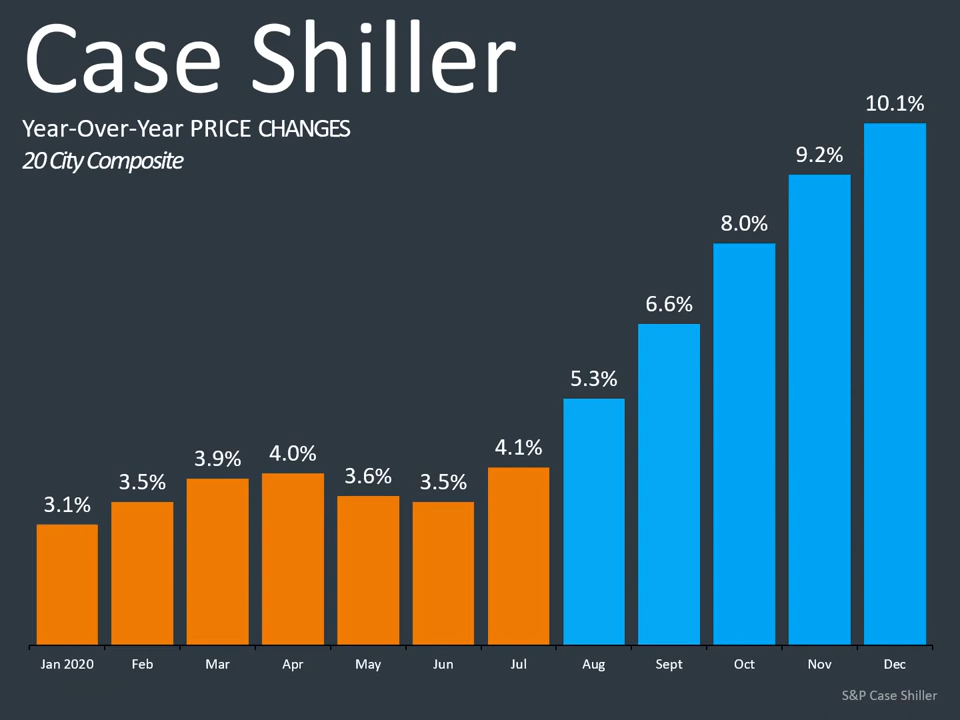 Case Shiller
Year-Over-Year PRICE CHANGES
20 City Composite
3.1%
3.5%
3.9%
4.0%
3.6%
3.5%
4.1%
5.3%
6.6%
8.0%
9.2%
10.1%
Jan 2020
Feb
Mar
Apr
May
Jun
Jul
Aug
Sept
Oct
Nov
Dec
S&P Case Shiller